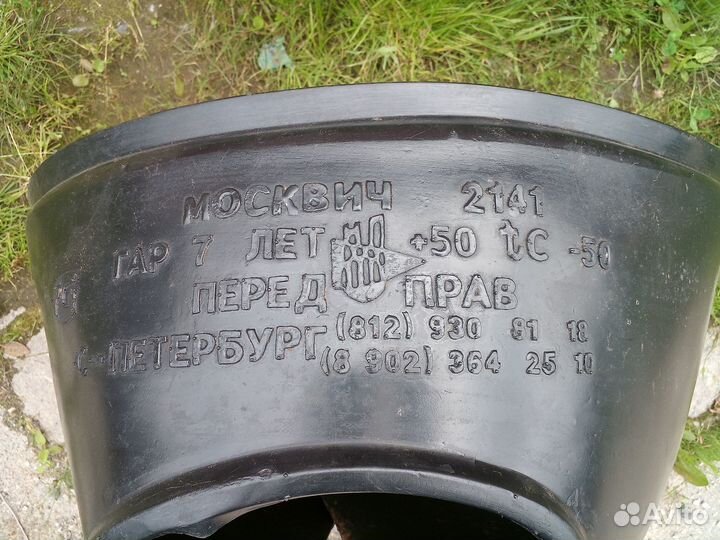 МОСКВИЧ 2141
ГАР 7 ЛЕТ +50 tC -50
ПЕРЕД ПРАВ
С-ПЕТЕРБУРГ (812) 930 81 18
(8 902) 364 25 10
Avito